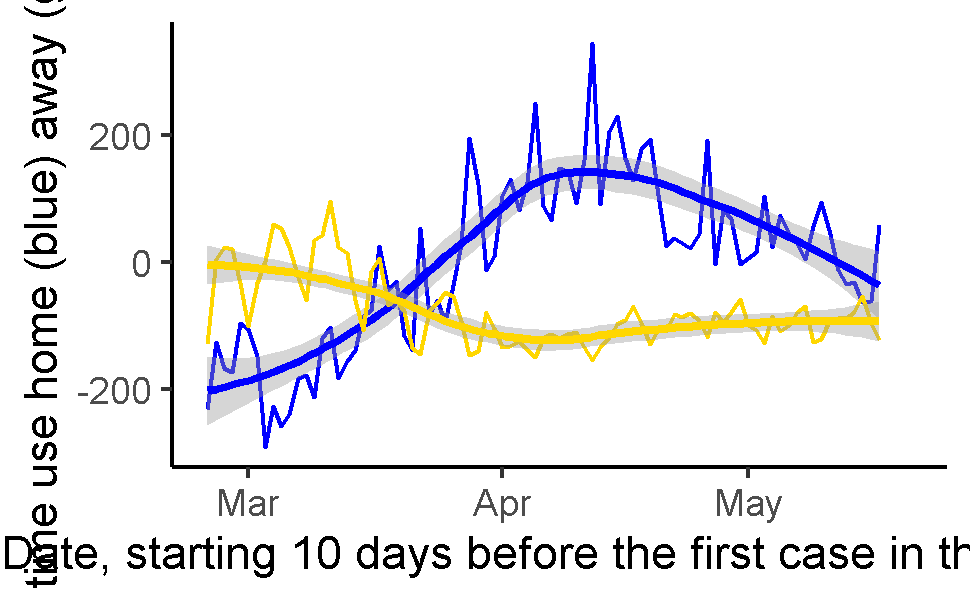 time use home (blue) away (
200
0
-200
Mar Apr May
Date, starting 10 days before the first case in th